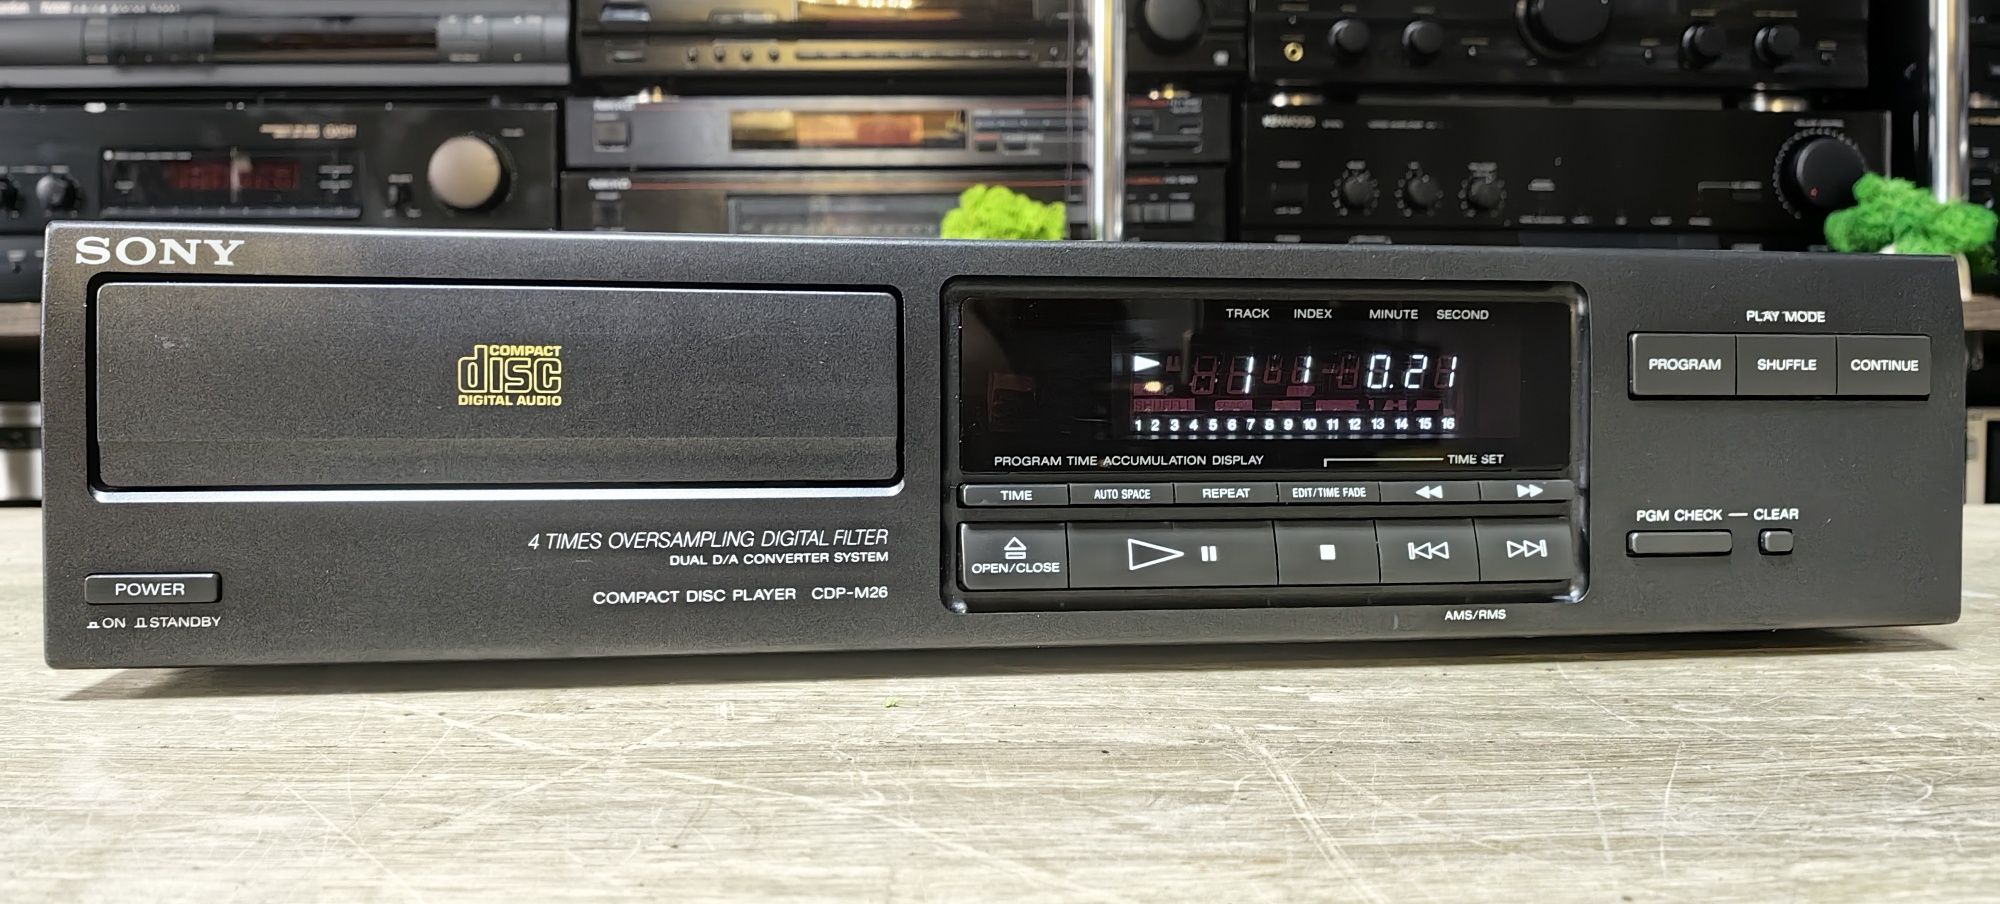 KENWOOD
SONY
COMPACT
disc
DIGITAL AUDIO
TRACK INDEX MINUTE SECOND
1 1 0.21
SHUFFLE
1 2 3 4 5 6 7 8 9 10 11 12 13 14 15 16
PROGRAM TIME ACCUMULATION DISPLAY TIME SET
TIME AUTO SPACE REPEAT EDIT/TIME FADE
OPEN/CLOSE
AMS/RMS
4 TIMES OVERSAMPLING DIGITAL FILTER
DUAL D/A CONVERTER SYSTEM
COMPACT DISC PLAYER CDP-M26
POWER
ON STANDBY
PLAY MODE
PROGRAM SHUFFLE CONTINUE
PGM CHECK — CLEAR